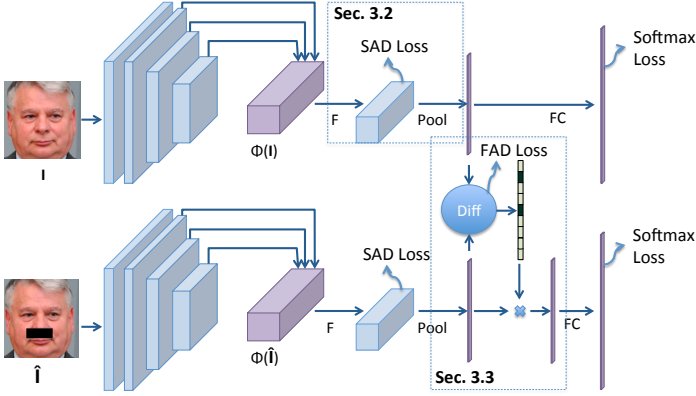 Sec. 3.2
SAD Loss
Softmax
Loss
F
Pool
FC
Φ(I)
I
FAD Loss
Diff
SAD Loss
Softmax
Loss
F
Pool
FC
Φ(Î)
Î
Sec. 3.3